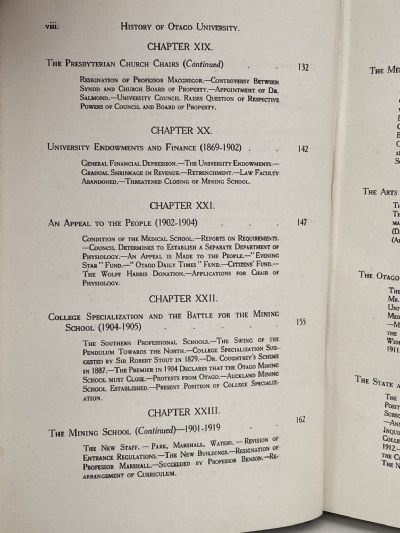 viii. HISTORY OF OTAGO UNIVERSITY.
CHAPTER XIX.
THE PRESBYTERIAN CHURCH CHAIRS (Continued) . 132
RESIGNATION OF PROFESSOR MACGREGOR.—CONTROVERSY BETWEEN
SYNOD AND CHURCH BOARD OF PROPERTY.—APPOINTMENT OF DR.
SALMOND.—UNIVERSITY COUNCIL RAISES QUESTION OF RESPECTIVE
POWERS OF COUNCIL AND BOARD OF PROPERTY.
CHAPTER XX.
UNIVERSITY ENDOWMENTS AND FINANCE (1869-1902) . . 142
GENERAL FINANCIAL DEPRESSION.—THE UNIVERSITY ENDOWMENTS.—
GRADUAL SHRINKAGE IN REVENUE.—RETRENCHMENT.—LAW FACULTY
ABANDONED.—THREATENED CLOSING OF MINING SCHOOL.
CHAPTER XXI.
AN APPEAL TO THE PEOPLE (1902-1904) . . . 147
CONDITION OF THE MEDICAL SCHOOL.—REPORTS ON REQUIREMENTS.
—COUNCIL DETERMINES TO ESTABLISH A SEPARATE DEPARTMENT OF
PHYSIOLOGY.—AN APPEAL IS MADE TO THE PEOPLE.—"EVENING
STAR" FUND.—"OTAGO DAILY TIMES" FUND.—CITIZENS' FUND.—
THE WOLFF HARRIS DONATION.—APPLICATIONS FOR CHAIR OF
PHYSIOLOGY.
CHAPTER XXII.
COLLEGE SPECIALIZATION AND THE BATTLE FOR THE MINING
SCHOOL (1904-1905) . . . . . 155
THE SOUTHERN PROFESSIONAL SCHOOLS.—THE SWING OF THE
PENDULUM TOWARDS THE NORTH.—COLLEGE SPECIALIZATION SUG-
GESTED BY SIR ROBERT STOUT IN 1879.—DR. COUGHTREY'S SCHEME
IN 1887.—THE PREMIER IN 1904 DECLARES THAT THE OTAGO MINING
SCHOOL MUST CLOSE.—PROTESTS FROM OTAGO.—AUCKLAND MINING
SCHOOL ESTABLISHED.—PRESENT POSITION OF COLLEGE SPECIALIZ-
ATION.
CHAPTER XXIII.
THE MINING SCHOOL (Continued)—1901-1919 . . 162
THE NEW STAFF. — PARK, MARSHALL, WATERS. — REVISION OF
ENTRANCE REGULATIONS.—THE NEW BUILDINGS.—RESIGNATION OF
PROFESSOR MARSHALL.—SUCCEEDED BY PROFESSOR BENSON.—RE-
ARRANGEMENT OF CURRICULUM.
THE ARTS
THE OTAGO
THE STATE